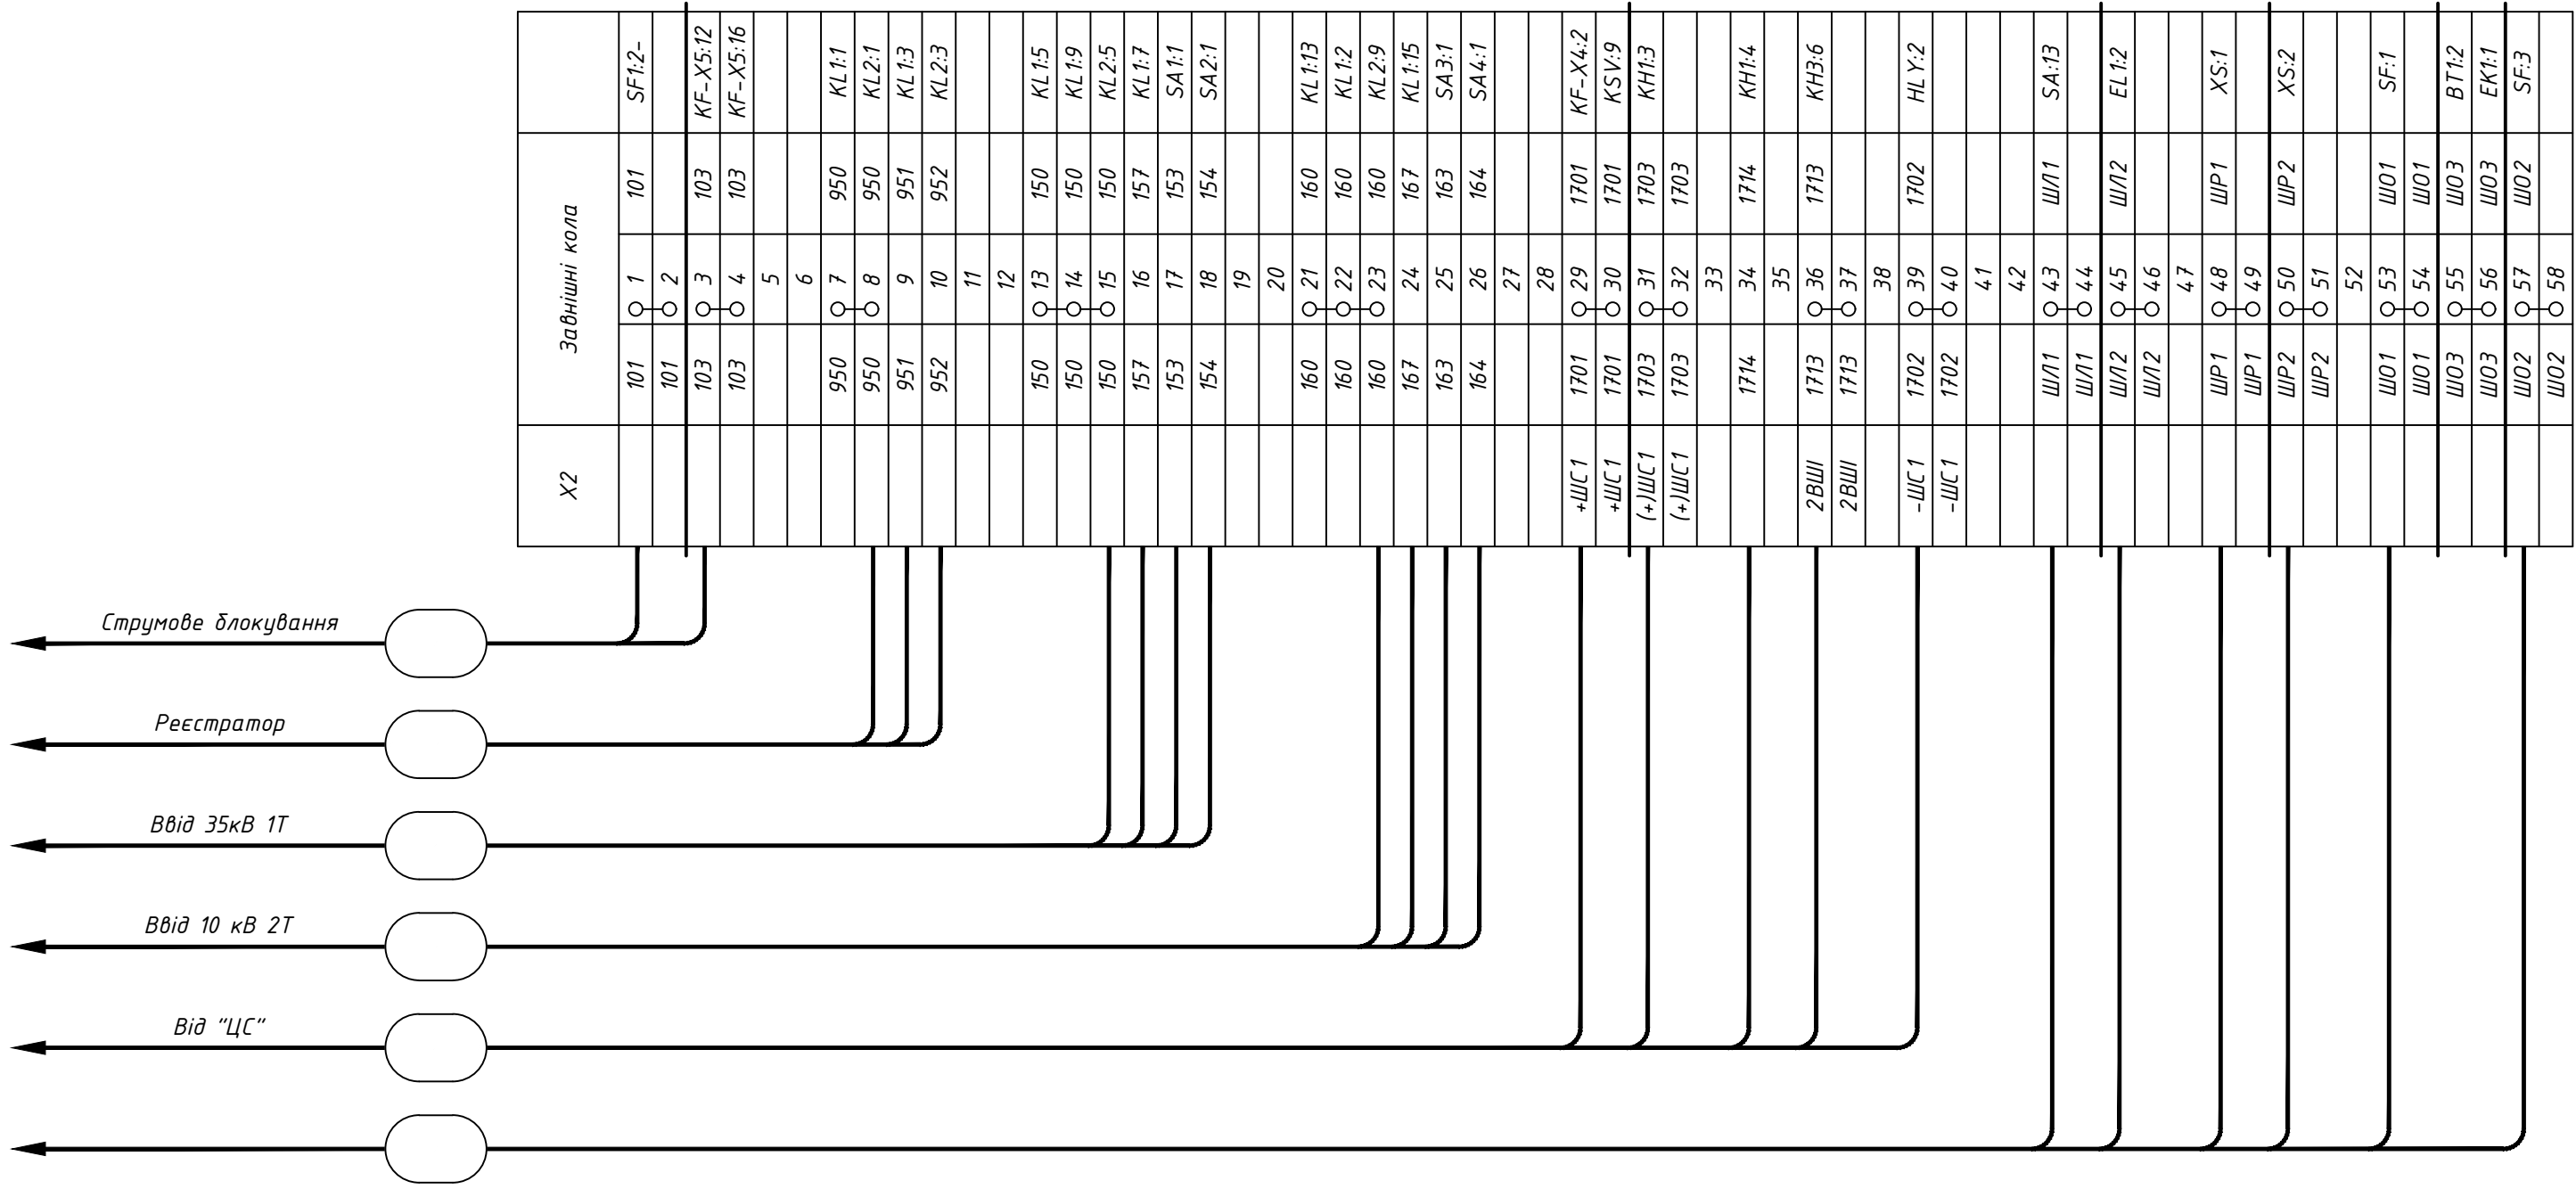 SF1:2-
KF-X5:12
KF-X5:16
KL1:1
KL2:1
KL1:3
KL2:3
KL1:5
KL1:9
KL2:5
KL1:7
SA1:1
SA2:1
KL1:13
KL1:2
KL2:9
KL1:15
SA3:1
SA4:1
KF-X4:2
KSV:9
KH1:3
KH1:4
KH3:6
HLY:2
SA:13
EL1:2
XS:1
XS:2
SF:1
BT1:2
EK1:1
SF:3
Зовнішні кола
101
103
103
950
950
951
952
150
150
150
157
153
154
160
160
160
167
163
164
1701
1701
1703
1703
1714
1713
1702
ШЛ1
ШЛ2
ШР1
ШР2
ШО1
ШО1
ШО3
ШО3
ШО2
1
2
3
4
5
6
7
8
9
10
11
12
13
14
15
16
17
18
19
20
21
22
23
24
25
26
27
28
29
30
31
32
33
34
35
36
37
38
39
40
41
42
43
44
45
46
47
48
49
50
51
52
53
54
55
56
57
58
101
101
103
103
950
950
951
952
150
150
150
157
153
154
160
160
160
167
163
164
1701
1701
1703
1703
1714
1713
1713
1702
1702
ШЛ1
ШЛ1
ШЛ2
ШЛ2
ШР1
ШР1
ШР2
ШР2
ШО1
ШО1
ШО3
ШО3
ШО2
ШО2
X2
+ШС1
+ШС1
(+)ШС1
(+)ШС1
2ВШІ
2ВШІ
-ШС1
-ШС1
Струмове блокування
Реєстратор
Ввід 35кВ 1Т
Ввід 10 кВ 2Т
Від "ЦС"